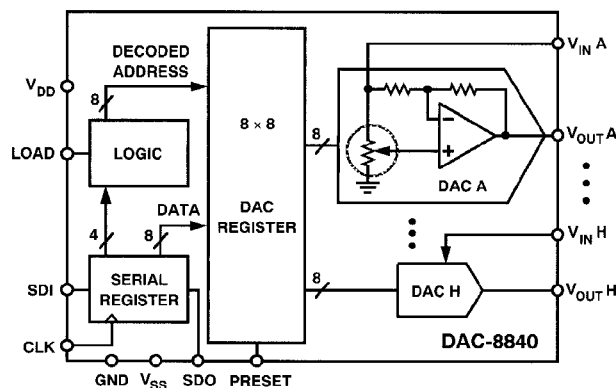 DECODED
ADDRESS
V_DD
8
LOAD
LOGIC
4
8
DATA
SDI
SERIAL
REGISTER
CLK
GND
V_SS
SDO
PRESET
8 × 8
DAC
REGISTER
8
8
−
+
DAC A
V_IN A
V_OUT A
V_IN H
DAC H
V_OUT H
DAC-8840